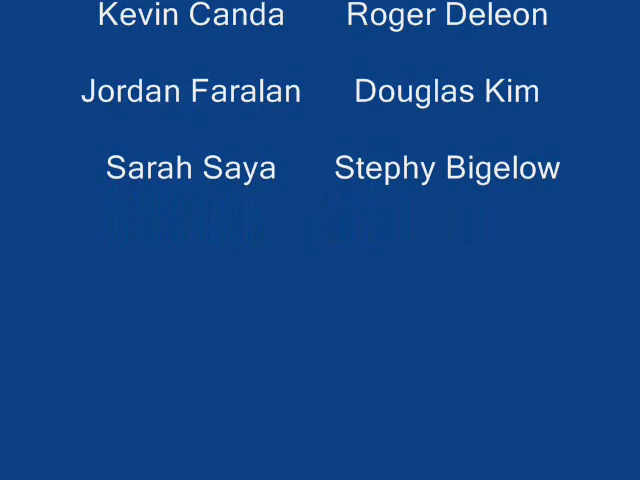 Kevin Canda Roger Deleon
Jordan Faralan Douglas Kim
Sarah Saya Stephy Bigelow